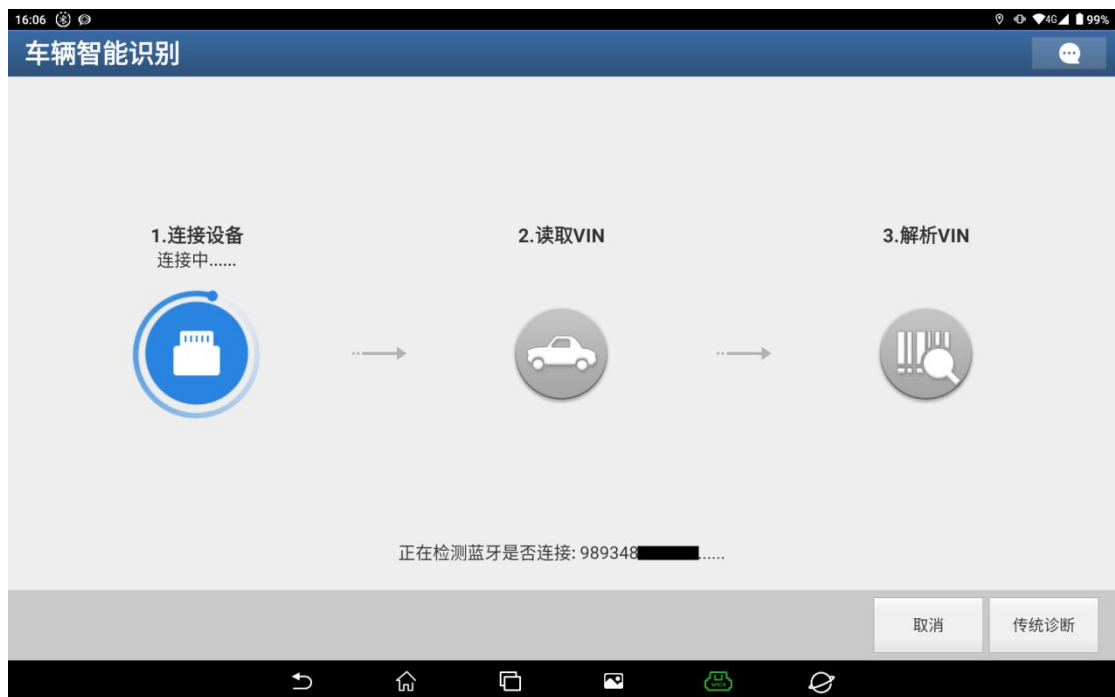 16:06
4G 99%
车辆智能识别
1.连接设备
连接中......
2.读取VIN
3.解析VIN
正在检测蓝牙是否连接: 989348......
取消
传统诊断
VCI